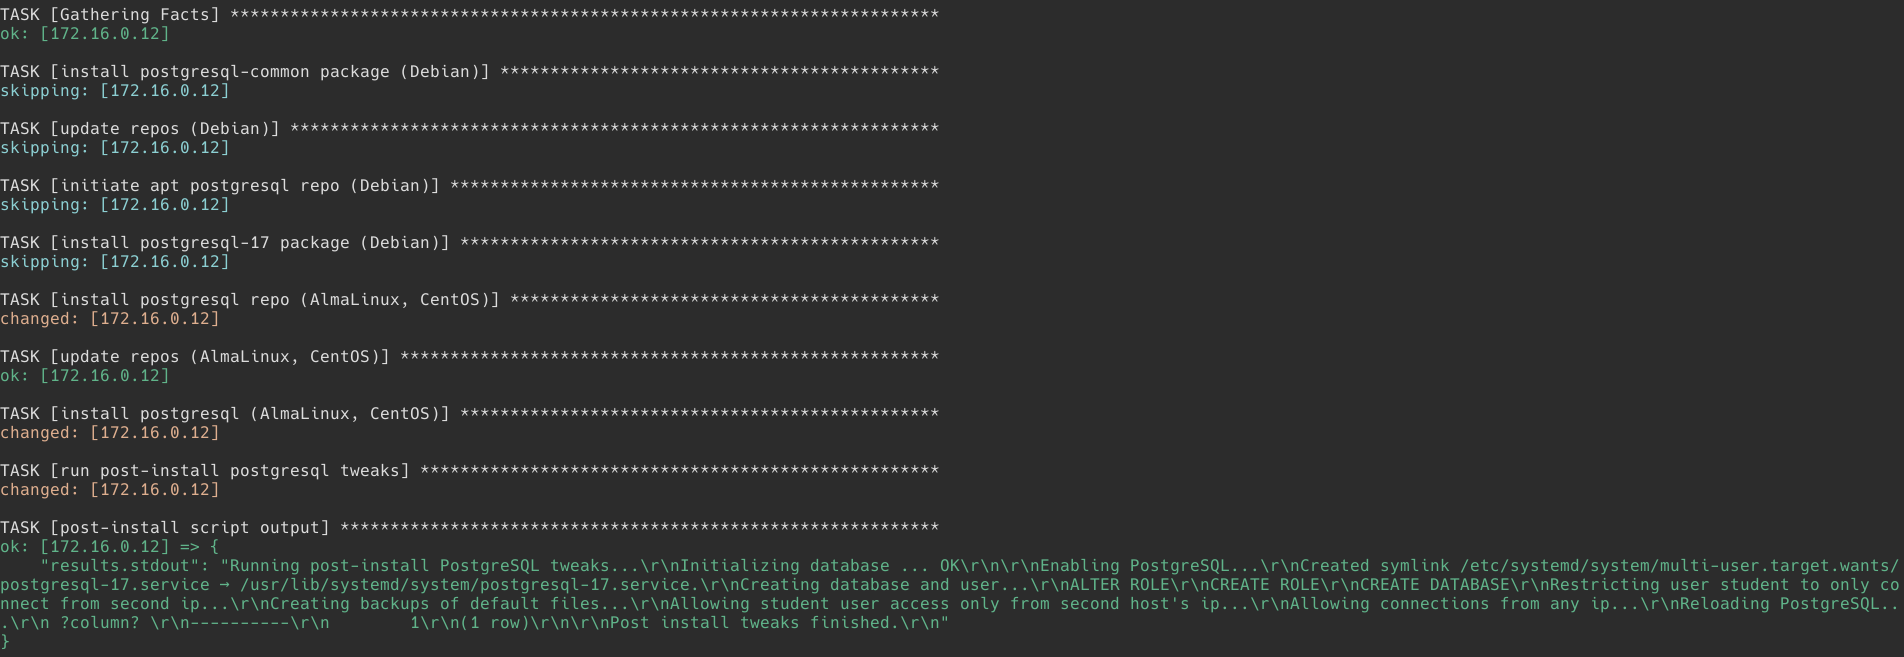 TASK [Gathering Facts] ***********************************************************************
ok: [172.16.0.12]
TASK [install postgresql-common package (Debian)] ********************************************
skipping: [172.16.0.12]
TASK [update repos (Debian)] *****************************************************************
skipping: [172.16.0.12]
TASK [initiate apt postgresql repo (Debian)] *************************************************
skipping: [172.16.0.12]
TASK [install postgresql-17 package (Debian)] ************************************************
skipping: [172.16.0.12]
TASK [install postgresql repo (AlmaLinux, CentOS)] *******************************************
changed: [172.16.0.12]
TASK [update repos (AlmaLinux, CentOS)] ******************************************************
ok: [172.16.0.12]
TASK [install postgresql (AlmaLinux, CentOS)] ************************************************
changed: [172.16.0.12]
TASK [run post-install postgresql tweaks] ****************************************************
changed: [172.16.0.12]
TASK [post-install script output] ************************************************************
ok: [172.16.0.12] => {
    "results.stdout": "Running post-install PostgreSQL tweaks...\r\nInitializing database ... OK\r\n\r\nEnabling PostgreSQL...\r\nCreated symlink /etc/systemd/system/multi-user.target.wants/
postgresql-17.service → /usr/lib/systemd/system/postgresql-17.service.\r\nCreating database and user...\r\nALTER ROLE\r\nCREATE ROLE\r\nCREATE DATABASE\r\nRestricting user student to only co
nnect from second ip...\r\nCreating backups of default files...\r\nAllowing student user access only from second host's ip...\r\nAllowing connections from any ip...\r\nReloading PostgreSQL..
.\r\n ?column? \r\n----------\r\n        1\r\n(1 row)\r\n\r\nPost install tweaks finished.\r\n"
}